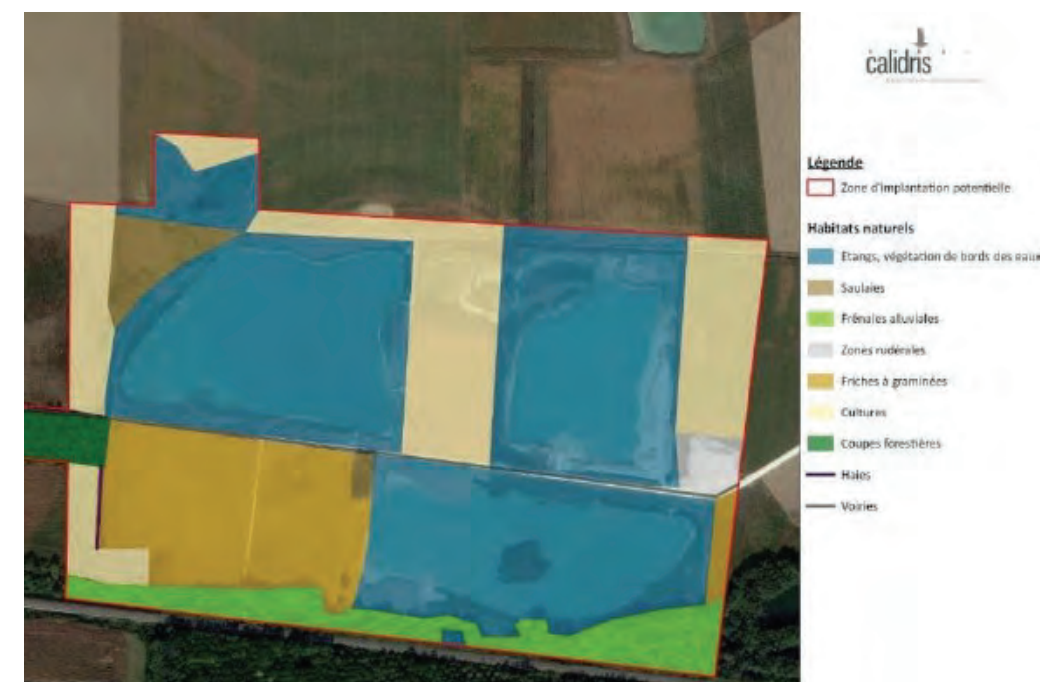 calidris
Légende
Zone d'implantation potentielle
Habitats naturels
Etangs, végétation de bords des eaux
Saulaies
Frênaies alluviales
Zones rudérales
Friches à graminées
Cultures
Coupes forestières
Haies
Voiries